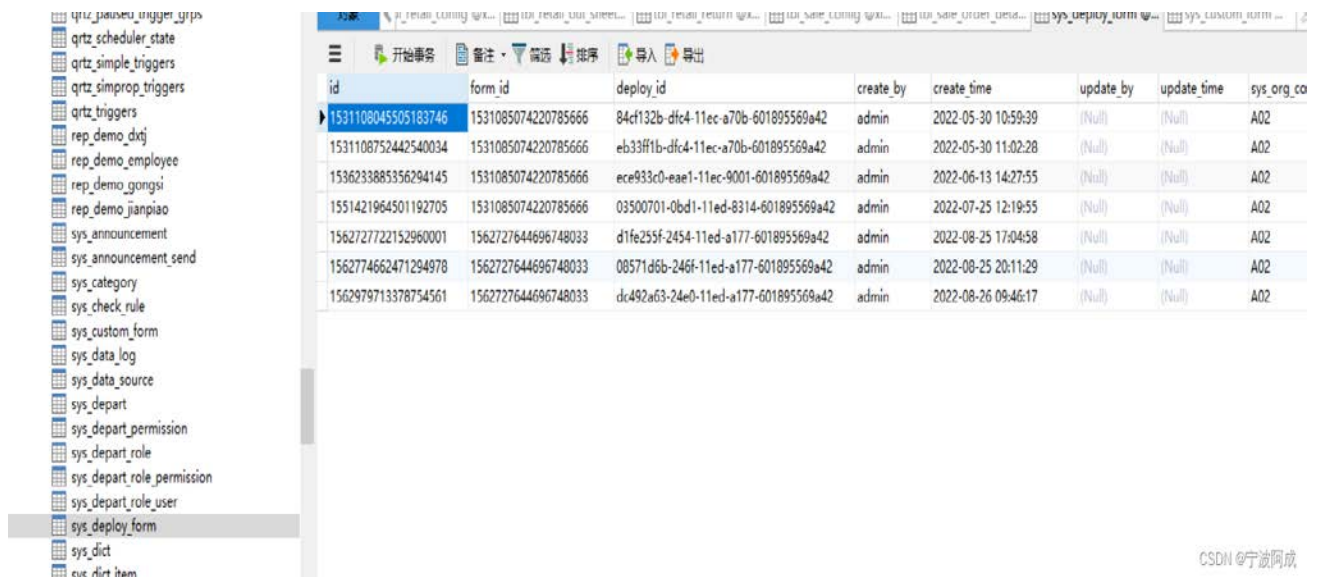 qrtz_paused_trigger_grps
qrtz_scheduler_state
qrtz_simple_triggers
qrtz_simprop_triggers
qrtz_triggers
rep_demo_dxtj
rep_demo_employee
rep_demo_gongsi
rep_demo_jianpiao
sys_announcement
sys_announcement_send
sys_category
sys_check_rule
sys_custom_form
sys_data_log
sys_data_source
sys_depart
sys_depart_permission
sys_depart_role
sys_depart_role_permission
sys_depart_role_user
sys_deploy_form
sys_dict
sys_dict_item
对象 sys_deploy_form @... sys_custom_form ...
开始事务 备注 筛选 排序 导入 导出
id form_id deploy_id create_by create_time update_by update_time sys_org_co
1531108045505183746 1531085074220785666 84cf132b-dfc4-11ec-a70b-601895569a42 admin 2022-05-30 10:59:39 (Null) (Null) A02
1531108752442540034 1531085074220785666 eb33ff1b-dfc4-11ec-a70b-601895569a42 admin 2022-05-30 11:02:28 (Null) (Null) A02
1536233885356294145 1531085074220785666 ece933c0-eae1-11ec-9001-601895569a42 admin 2022-06-13 14:27:55 (Null) (Null) A02
1551421964501192705 1531085074220785666 03500701-0bd1-11ed-8314-601895569a42 admin 2022-07-25 12:19:55 (Null) (Null) A02
1562727722152960001 1562727644696748033 d1fe255f-2454-11ed-a177-601895569a42 admin 2022-08-25 17:04:58 (Null) (Null) A02
1562774662471294978 1562727644696748033 08571d6b-246f-11ed-a177-601895569a42 admin 2022-08-25 20:11:29 (Null) (Null) A02
1562979713378754561 1562727644696748033 dc492a63-24e0-11ed-a177-601895569a42 admin 2022-08-26 09:46:17 (Null) (Null) A02
CSDN @宁波阿成